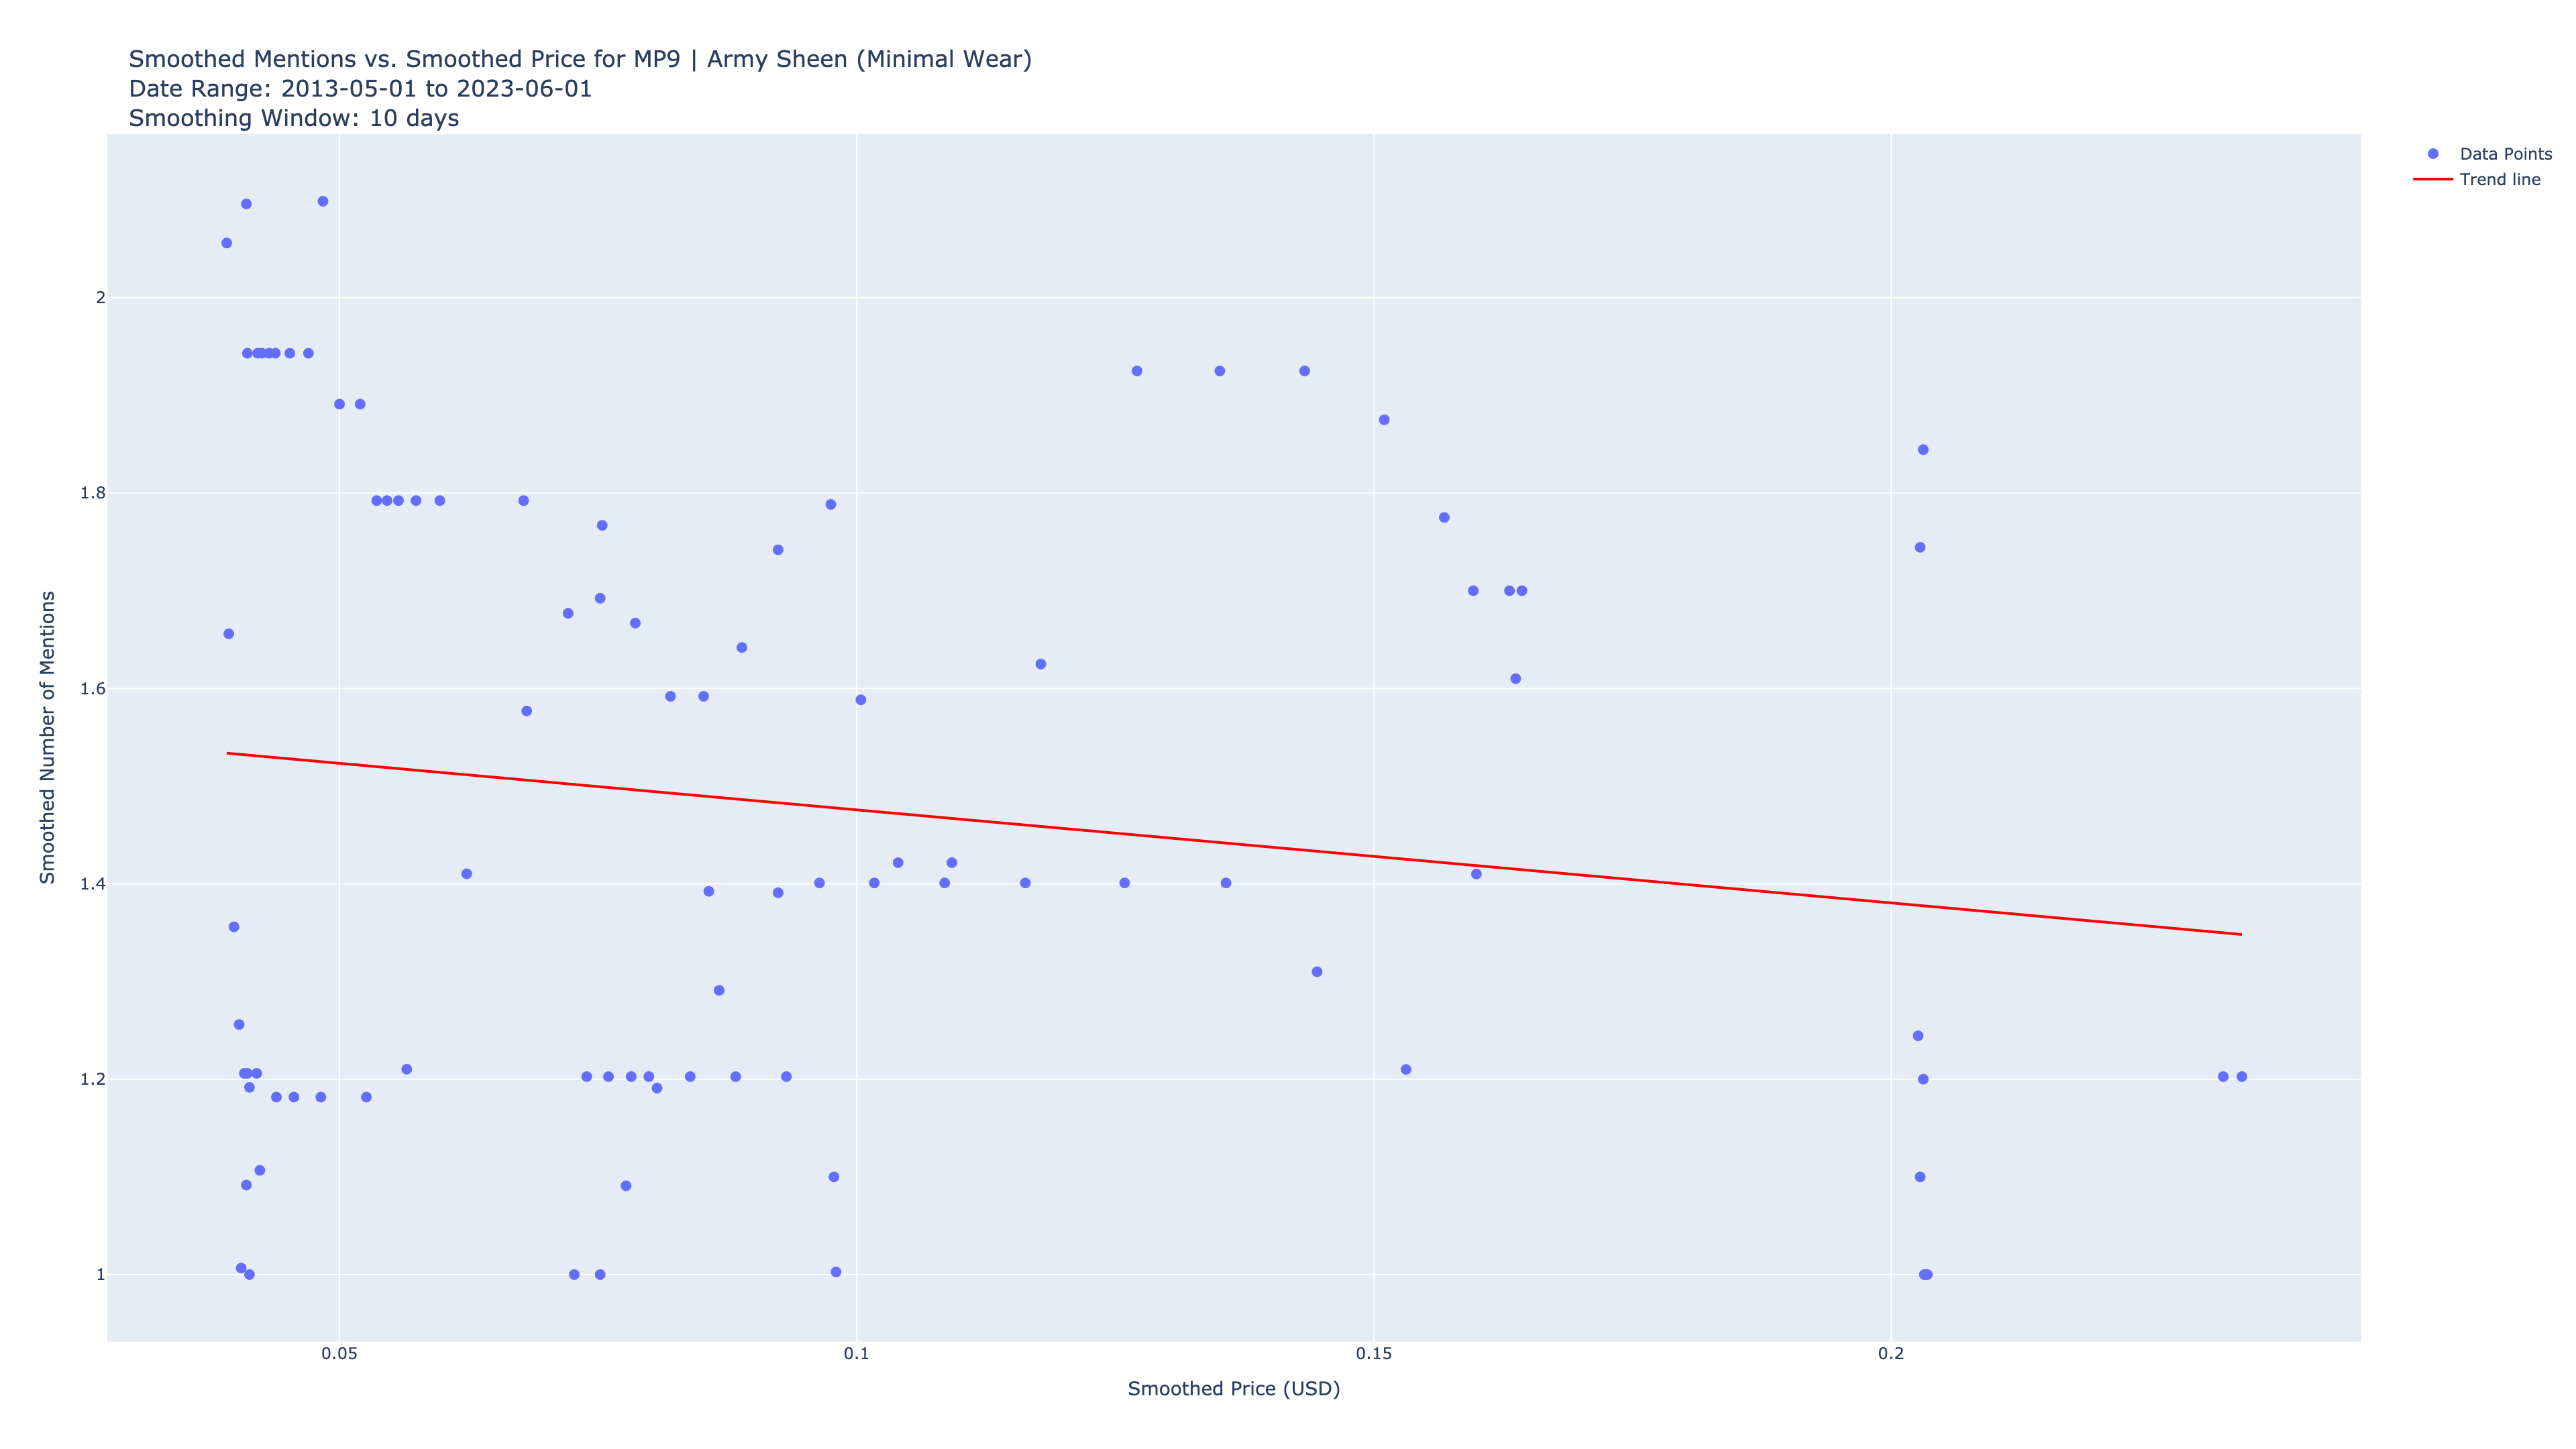 Smoothed Mentions vs. Smoothed Price for MP9 | Army Sheen (Minimal Wear)
Date Range: 2013-05-01 to 2023-06-01
Smoothing Window: 10 days
Data Points
Trend line
Smoothed Number of Mentions
2
1.8
1.6
1.4
1.2
1
0.05
0.1
0.15
0.2
Smoothed Price (USD)